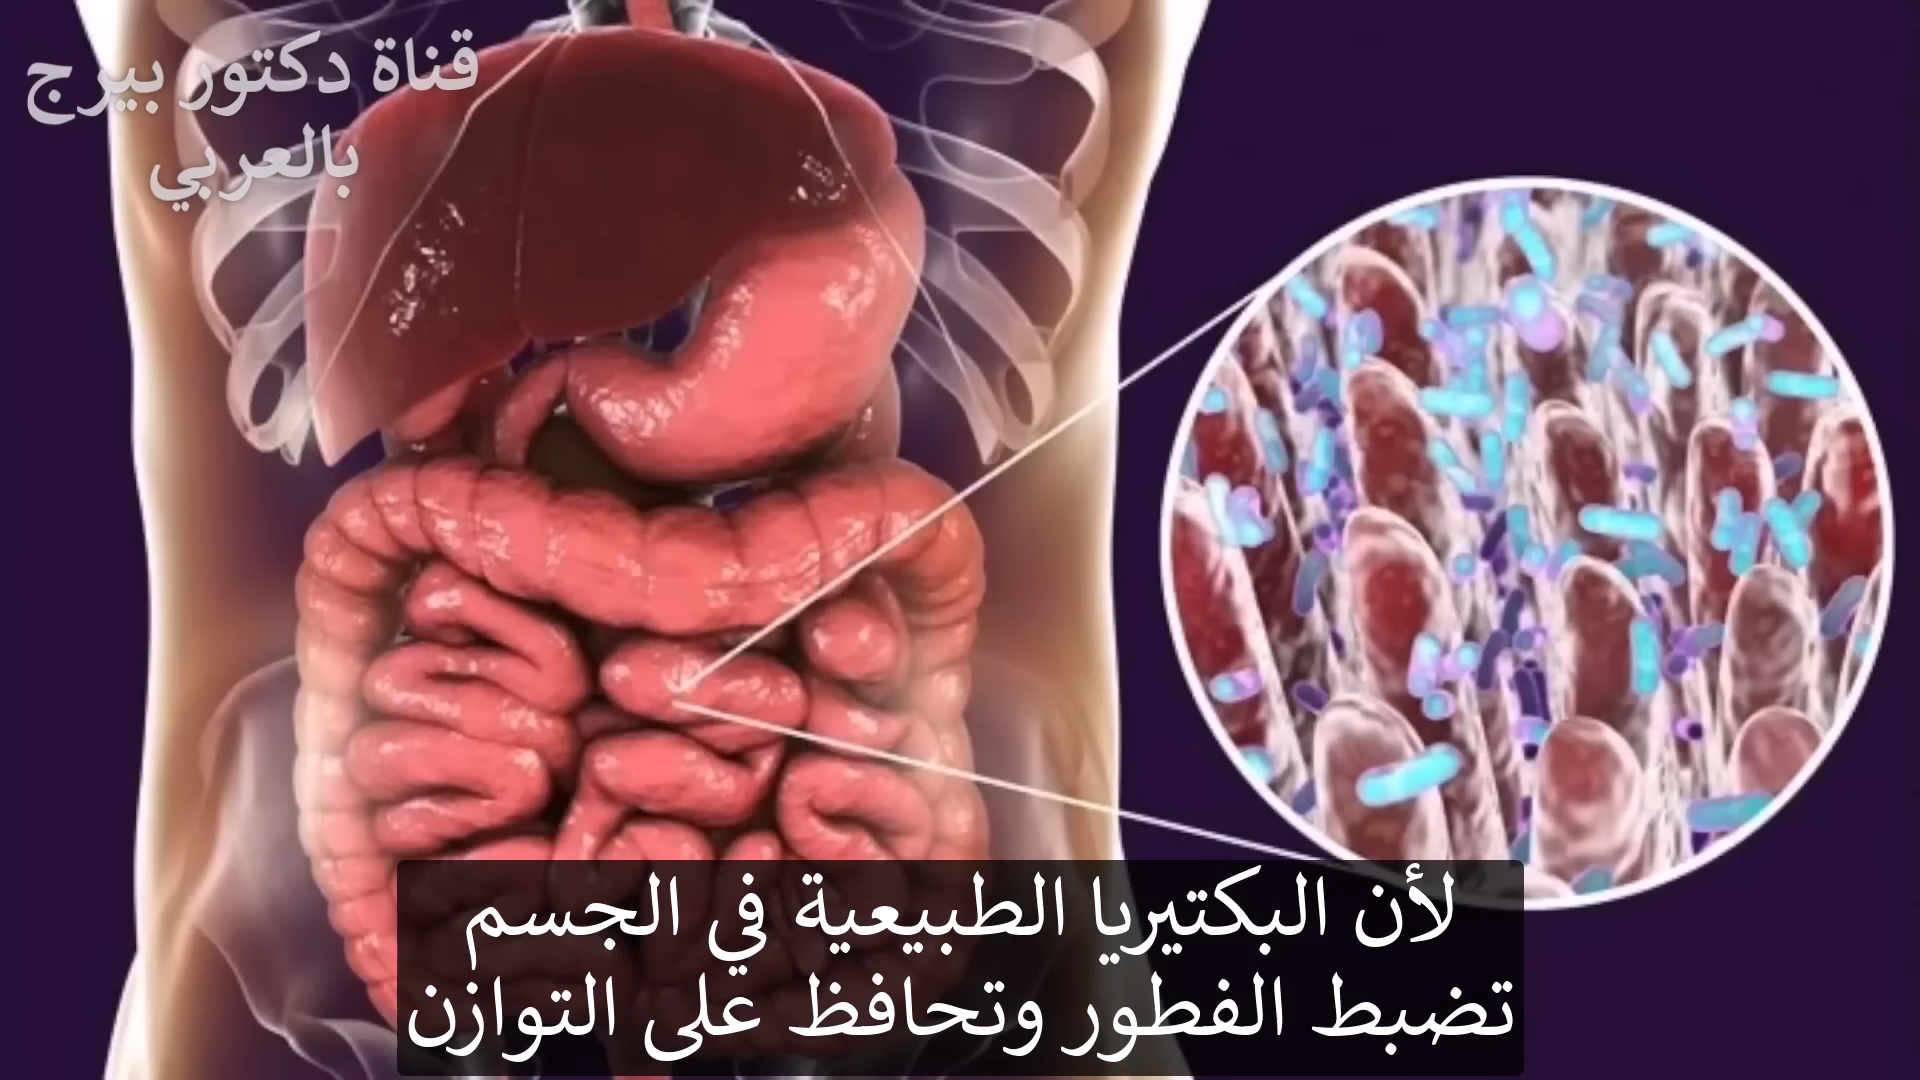 قناة دكتور بيرج
بالعربي
لأن البكتيريا الطبيعية في الجسم
تضبط الفطور وتحافظ على التوازن